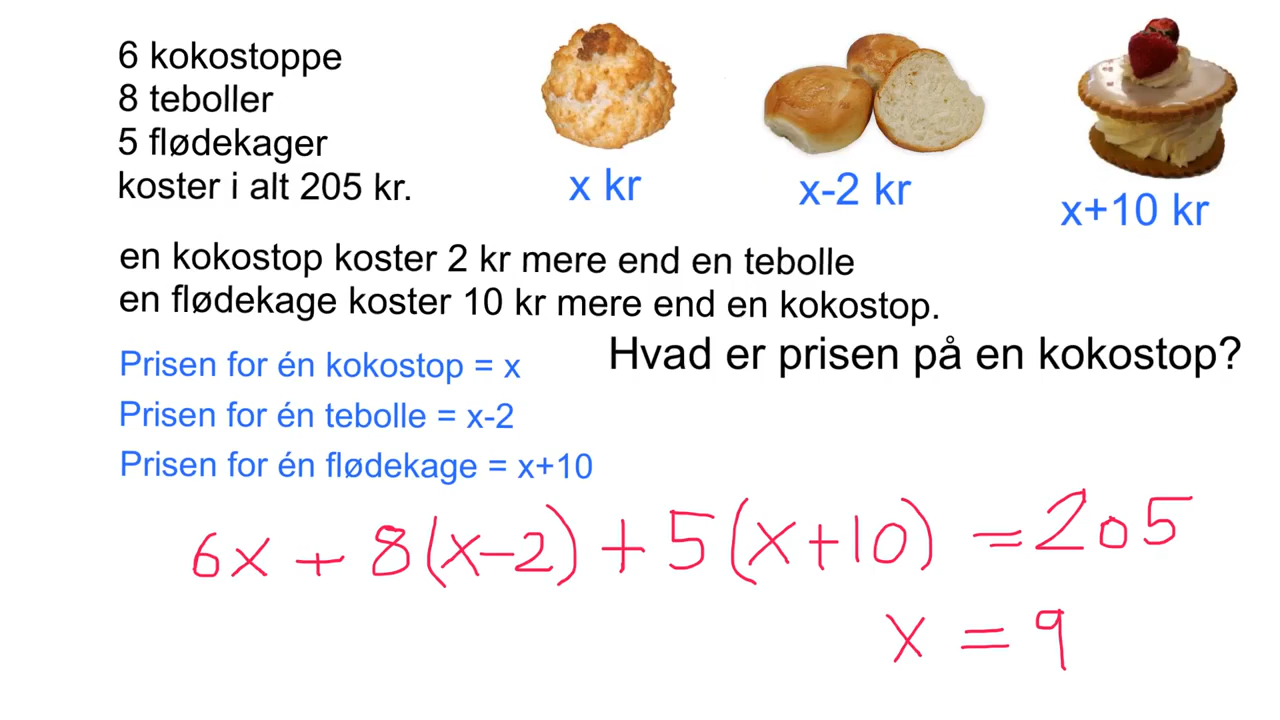 6 kokostoppe
8 teboller
5 flødekager
koster i alt 205 kr.
x kr
x-2 kr
x+10 kr
en kokostop koster 2 kr mere end en tebolle
en flødekage koster 10 kr mere end en kokostop.
Hvad er prisen på en kokostop?
Prisen for én kokostop = x
Prisen for én tebolle = x-2
Prisen for én flødekage = x+10
6x + 8(x-2) + 5(x+10) = 205
x = 9